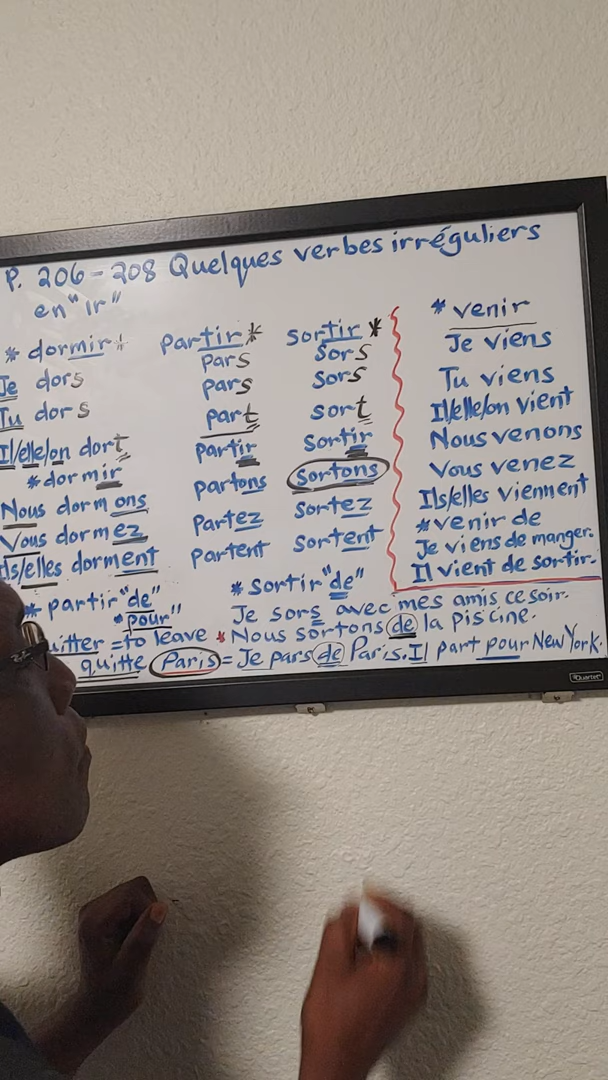 P. 206-208 Quelques verbes irréguliers
en "ir"
* dormir *
Je dors
Tu dors
Il/elle/on dort
* dormir
Nous dormons
Vous dormez
Ils/elles dorment
partir *
pars
pars
part
partir
partons
partez
partent
sortir *
sors
sors
sort
sortir
sortons
sortez
sortent
* venir
Je viens
Tu viens
Il/elle/on vient
Nous venons
Vous venez
Ils/elles viennent
* venir de
Je viens de manger.
Il vient de sortir.
* partir "de"
* pour"
uitter = to leave
quitte Paris = Je pars de Paris. Il part pour New York.
* sortir "de"
Je sors avec mes amis ce soir.
* Nous sortons de la piscine.
Quartet